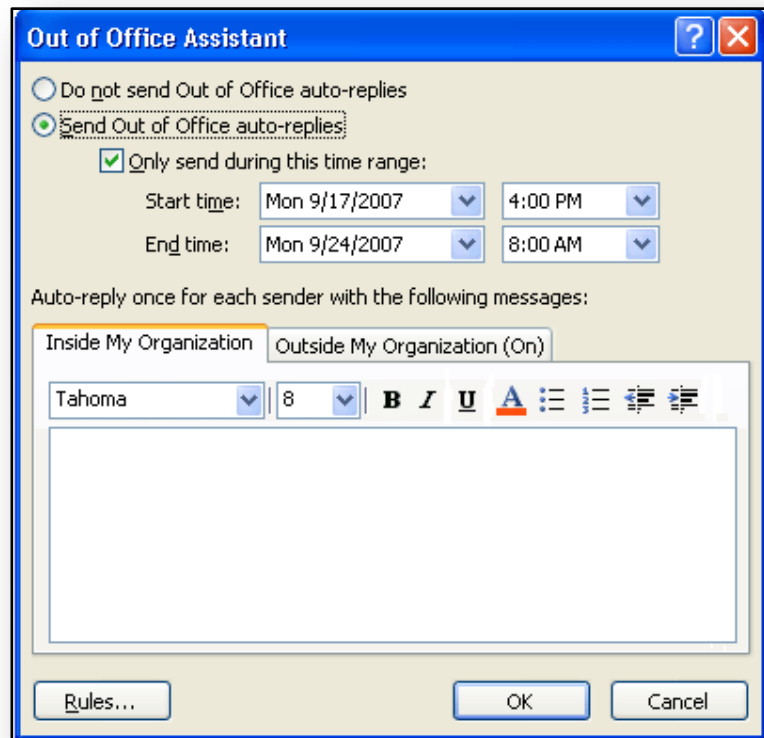 Out of Office Assistant
Do not send Out of Office auto-replies
Send Out of Office auto-replies
Only send during this time range:
Start time: Mon 9/17/2007 4:00 PM
End time: Mon 9/24/2007 8:00 AM
Auto-reply once for each sender with the following messages:
Inside My Organization Outside My Organization (On)
Tahoma 8 B I U A
Rules... OK Cancel